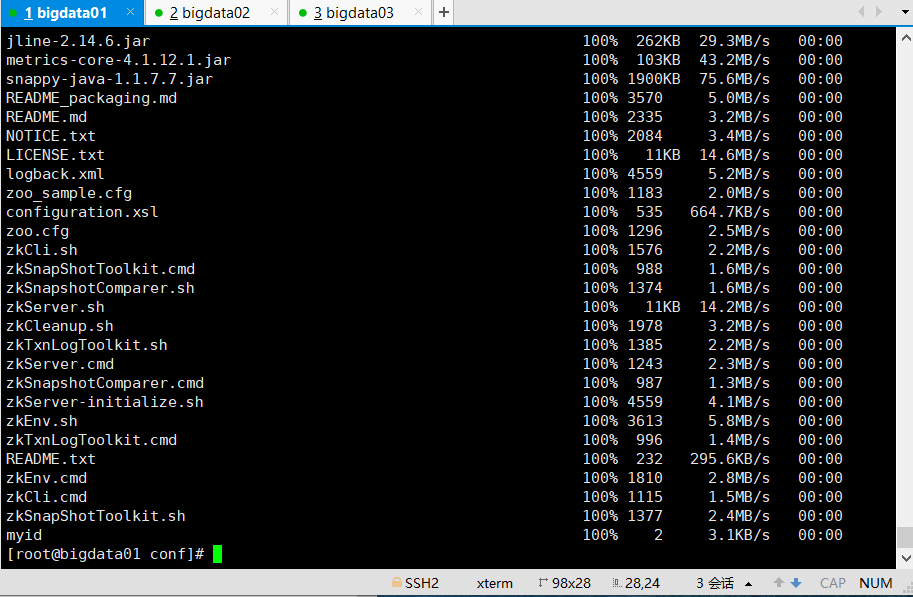 1 bigdata01 × 2 bigdata02 × 3 bigdata03 × +
jline-2.14.6.jar 100% 262KB 29.3MB/s 00:00
metrics-core-4.1.12.1.jar 100% 103KB 43.2MB/s 00:00
snappy-java-1.1.7.7.jar 100% 1900KB 75.6MB/s 00:00
README_packaging.md 100% 3570 5.0MB/s 00:00
README.md 100% 2335 3.2MB/s 00:00
NOTICE.txt 100% 2084 3.4MB/s 00:00
LICENSE.txt 100% 11KB 14.6MB/s 00:00
logback.xml 100% 4559 5.2MB/s 00:00
zoo_sample.cfg 100% 1183 2.0MB/s 00:00
configuration.xsl 100% 535 664.7KB/s 00:00
zoo.cfg 100% 1296 2.5MB/s 00:00
zkCli.sh 100% 1576 2.2MB/s 00:00
zkSnapShotToolkit.cmd 100% 988 1.6MB/s 00:00
zkSnapshotComparer.sh 100% 1374 1.6MB/s 00:00
zkServer.sh 100% 11KB 14.2MB/s 00:00
zkCleanup.sh 100% 1978 3.2MB/s 00:00
zkTxnLogToolkit.sh 100% 1385 2.2MB/s 00:00
zkServer.cmd 100% 1243 2.3MB/s 00:00
zkSnapshotComparer.cmd 100% 987 1.3MB/s 00:00
zkServer-initialize.sh 100% 4559 4.1MB/s 00:00
zkEnv.sh 100% 3613 5.8MB/s 00:00
zkTxnLogToolkit.cmd 100% 996 1.4MB/s 00:00
README.txt 100% 232 295.6KB/s 00:00
zkEnv.cmd 100% 1810 2.8MB/s 00:00
zkCli.cmd 100% 1115 1.5MB/s 00:00
zkSnapShotToolkit.sh 100% 1377 2.4MB/s 00:00
myid 100% 2 3.1KB/s 00:00
[root@bigdata01 conf]#
SSH2 xterm 98x28 28,24 3 会话 CAP NUM